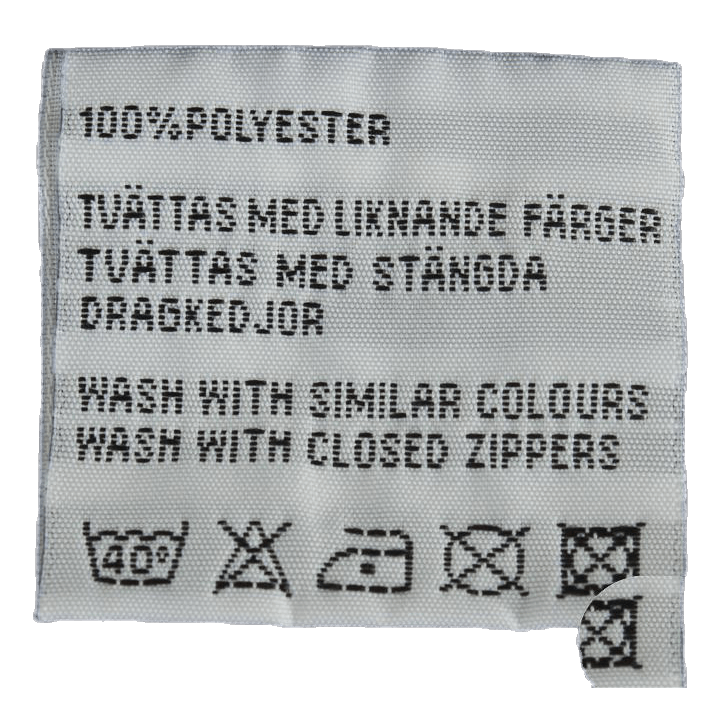 100%POLYESTER
TVÄTTAS MED LIKNANDE FÄRGER
TVÄTTAS MED STÄNGDA
DRAGKEDJOR
WASH WITH SIMILAR COLOURS
WASH WITH CLOSED ZIPPERS
40°